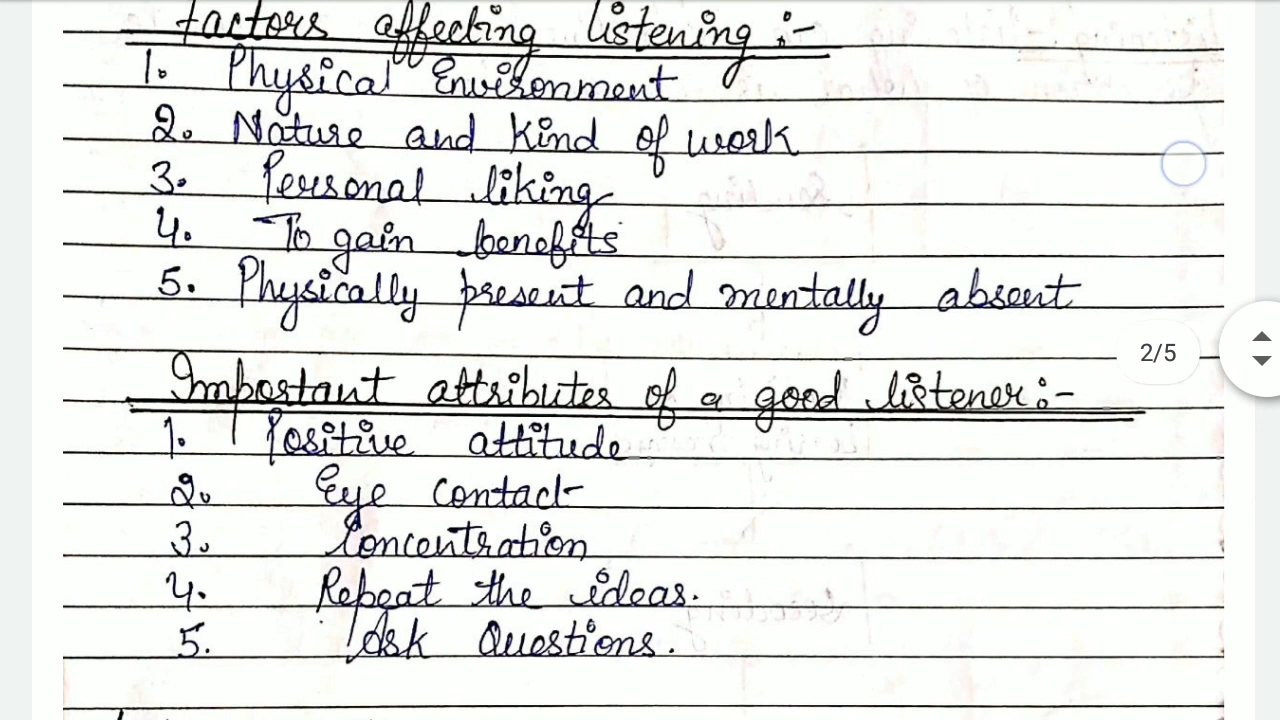 factors affecting listening :-
1. Physical Environment
2. Nature and kind of work
3. Personal liking
4. To gain benefits
5. Physically present and mentally absent
2/5
Important attributes of a good listener :-
1. Positive attitude
2. Eye contact
3. Concentration
4. Repeat the ideas.
5. Ask Questions.